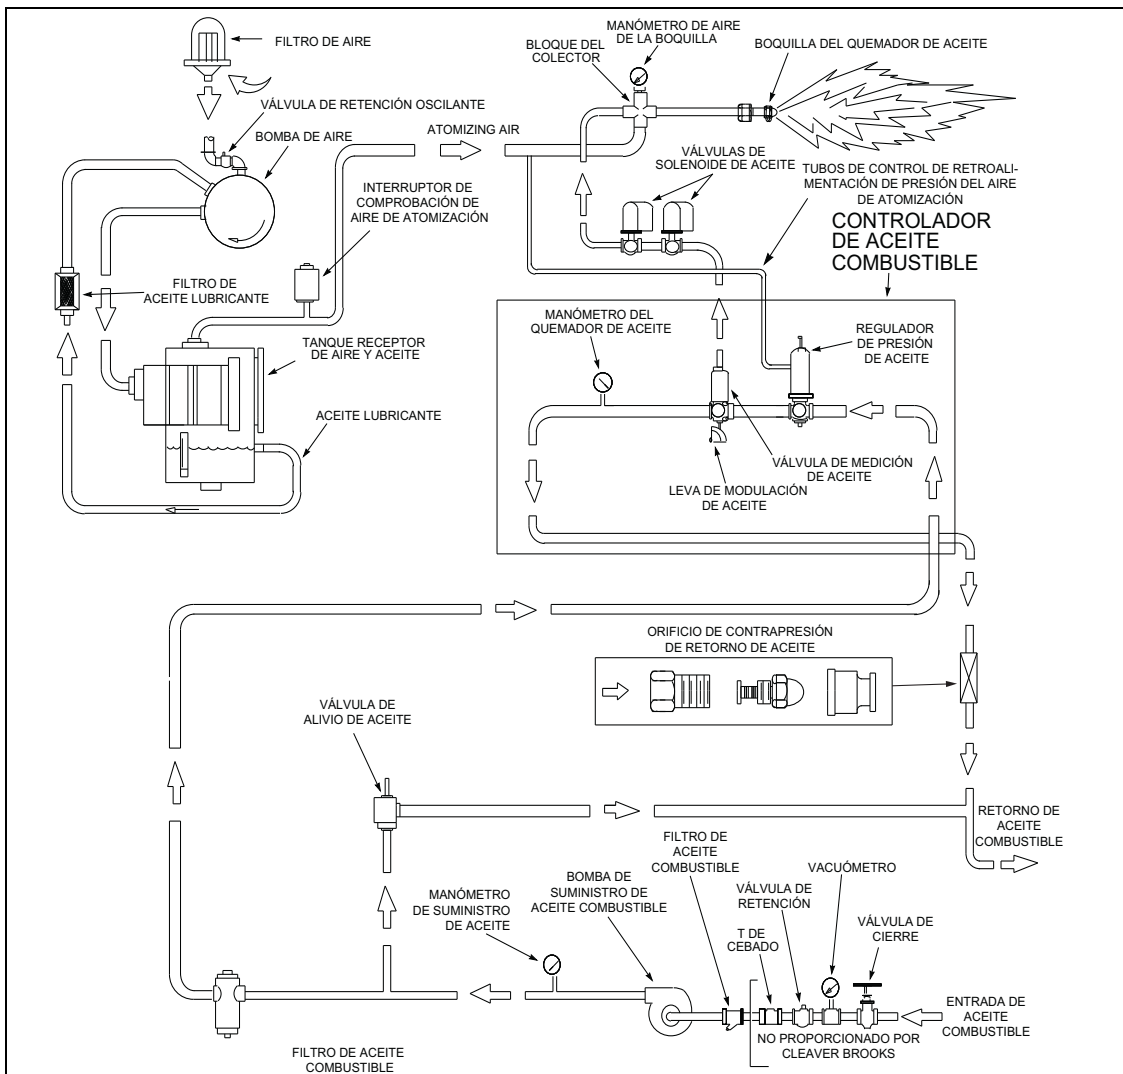 FILTRO DE AIRE
VÁLVULA DE RETENCIÓN OSCILANTE
BOMBA DE AIRE
ATOMIZING AIR
INTERRUPTOR DE
COMPROBACIÓN DE
AIRE DE ATOMIZACIÓN
FILTRO DE
ACEITE LUBRICANTE
TANQUE RECEPTOR
DE AIRE Y ACEITE
ACEITE LUBRICANTE
BLOQUE DEL
COLECTOR
MANÓMETRO DE AIRE
DE LA BOQUILLA
BOQUILLA DEL QUEMADOR DE ACEITE
VÁLVULAS DE
SOLENOIDE DE ACEITE
TUBOS DE CONTROL DE RETROALI-
MENTACIÓN DE PRESIÓN DEL AIRE
DE ATOMIZACIÓN
CONTROLADOR
DE ACEITE
COMBUSTIBLE
MANÓMETRO DEL
QUEMADOR DE ACEITE
REGULADOR
DE PRESIÓN
DE ACEITE
VÁLVULA DE MEDICIÓN
DE ACEITE
LEVA DE MODULACIÓN
DE ACEITE
ORIFICIO DE CONTRAPRESIÓN
DE RETORNO DE ACEITE
VÁLVULA DE
ALIVIO DE ACEITE
RETORNO DE
ACEITE
COMBUSTIBLE
MANÓMETRO
DE SUMINISTRO
DE ACEITE
BOMBA DE
SUMINISTRO DE
ACEITE COMBUSTIBLE
FILTRO DE
ACEITE
COMBUSTIBLE
T DE
CEBADO
VÁLVULA DE
RETENCIÓN
VACUÓMETRO
VÁLVULA DE
CIERRE
ENTRADA DE
ACEITE
COMBUSTIBLE
NO PROPORCIONADO POR
CLEAVER BROOKS
FILTRO DE ACEITE
COMBUSTIBLE